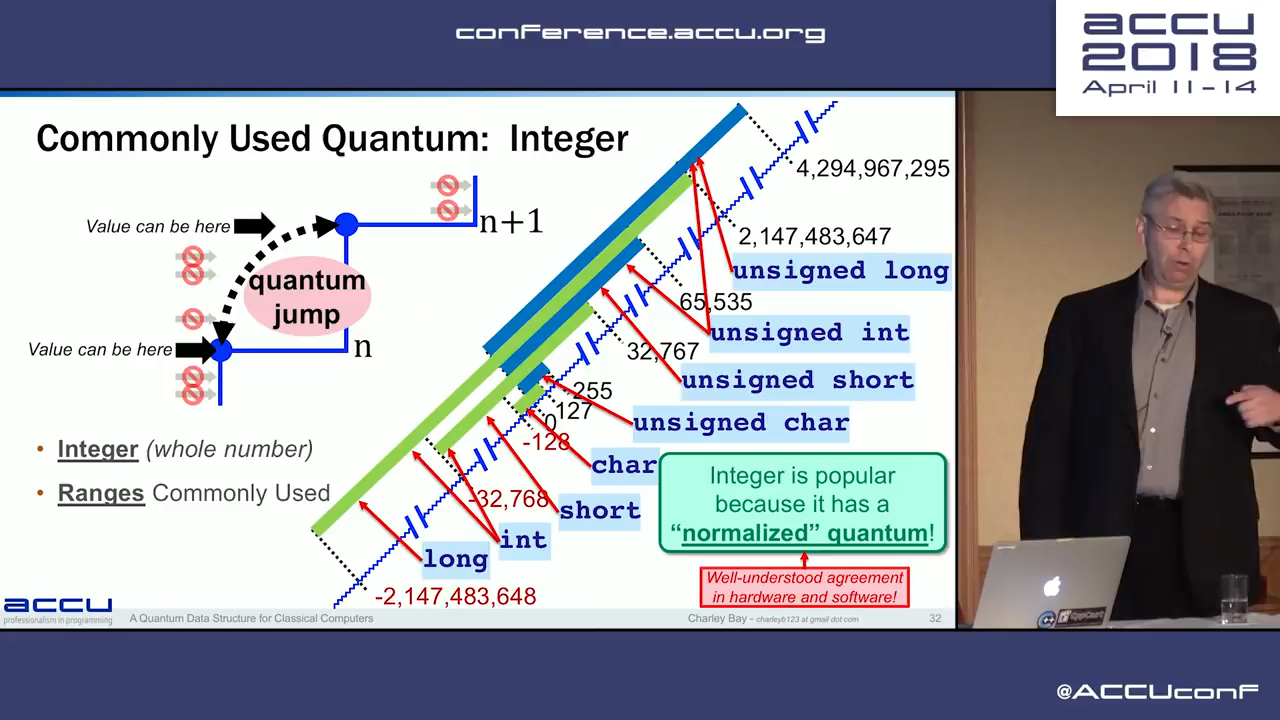 conference.accu.org
accu
2018
April 11-14
Commonly Used Quantum: Integer
4,294,967,295
Value can be here
n+1
2,147,483,647
unsigned long
quantum
jump
65,535
unsigned int
Value can be here
n
32,767
unsigned short
255
127
0
unsigned char
-128
• Integer (whole number)
char
Integer is popular
because it has a
“normalized” quantum!
• Ranges Commonly Used
-32,768
short
int
long
Well-understood agreement
in hardware and software!
-2,147,483,648
accu
professionalism in programming
A Quantum Data Structure for Classical Computers
Charley Bay - charleyb123 at gmail dot com
32
@ACCUconf